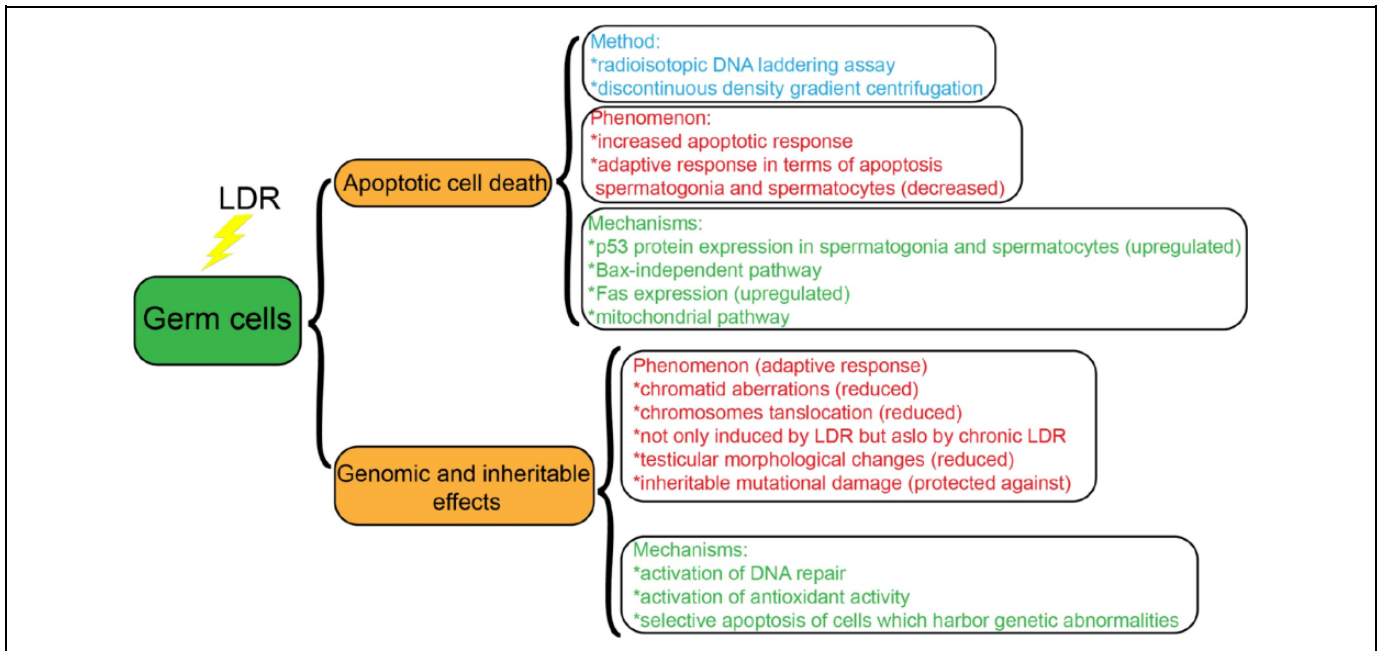 LDR
Germ cells
Apoptotic cell death
Method:
*radioisotopic DNA laddering assay
*discontinuous density gradient centrifugation
Phenomenon:
*increased apoptotic response
*adaptive response in terms of apoptosis
spermatogonia and spermatocytes (decreased)
Mechanisms:
*p53 protein expression in spermatogonia and spermatocytes (upregulated)
*Bax-independent pathway
*Fas expression (upregulated)
*mitochondrial pathway
Genomic and inheritable
effects
Phenomenon (adaptive response)
*chromatid aberrations (reduced)
*chromosomes tanslocation (reduced)
*not only induced by LDR but aslo by chronic LDR
*testicular morphological changes (reduced)
*inheritable mutational damage (protected against)
Mechanisms:
*activation of DNA repair
*activation of antioxidant activity
*selective apoptosis of cells which harbor genetic abnormalities